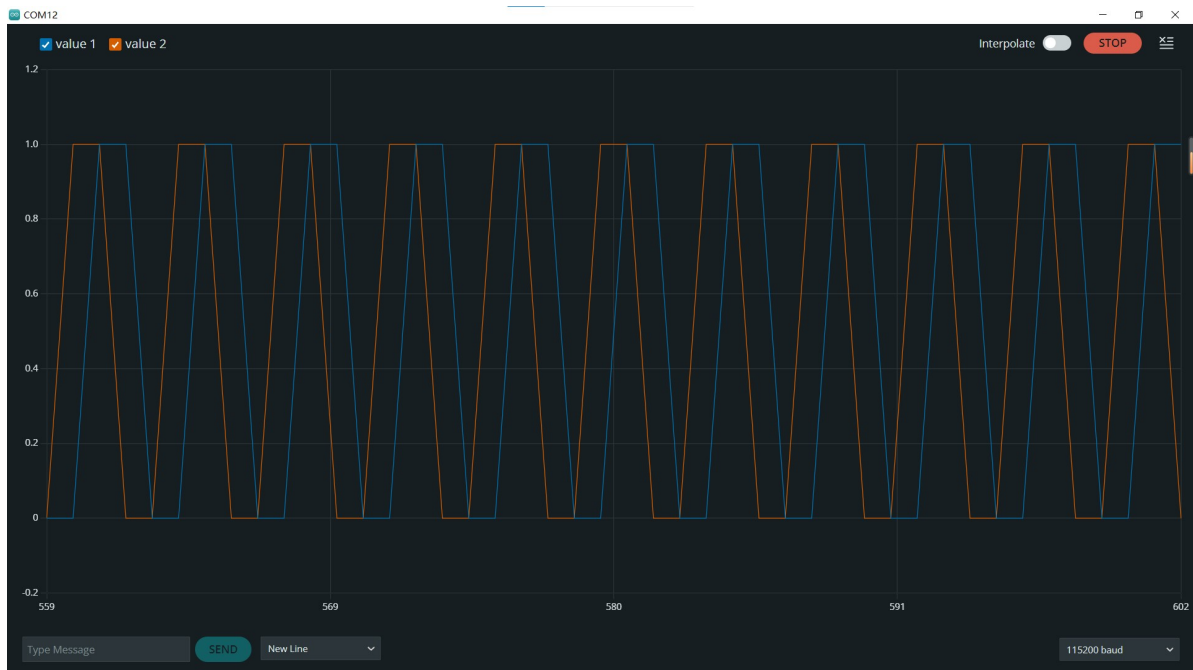 COM12
value 1 value 2 Interpolate STOP
1.2
1.0
0.8
0.6
0.4
0.2
0
-0.2
559 569 580 591 602
Type Message SEND New Line 115200 baud